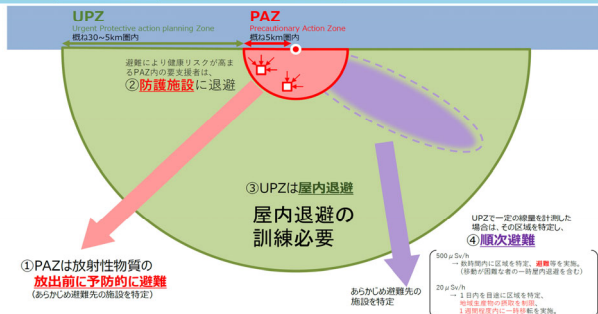 UPZ
Urgent Protective action planning Zone
概ね30~5km圏内
PAZ
Precautionary Action Zone
概ね5km圏内
避難により健康リスクが高ま
るPAZ内の要支援者は、
②防護施設に退避
③UPZは屋内退避
屋内退避の
訓練必要
①PAZは放射性物質の
放出前に予防的に避難
(あらかじめ避難先の施設を特定)
あらかじめ避難先の
施設を特定
UPZで一定の線量を計測した
場合は、その区域を特定し、
④順次避難
500μSv/h
→ 数時間内に区域を特定、避難等を実施。
(移動が困難な者の一時屋内退避を含む)
20μSv/h
→ 1日内を目途に区域を特定、
地域生産物の摂取を制限、
1週間程度内に一時移転を実施。